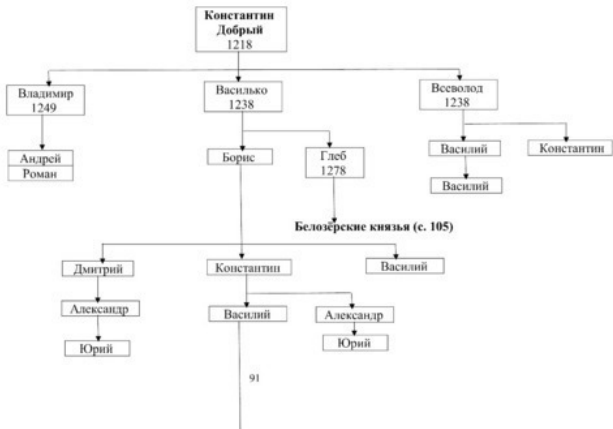 Константин
Добрый
1218
Владимир
1249
Василько
1238
Всеволод
1238
Андрей
Роман
Борис
Глеб
1278
Василий
Константин
Василий
Белозёрские князья (с. 105)
Дмитрий
Константин
Василий
Александр
Василий
Александр
Юрий
Юрий
91